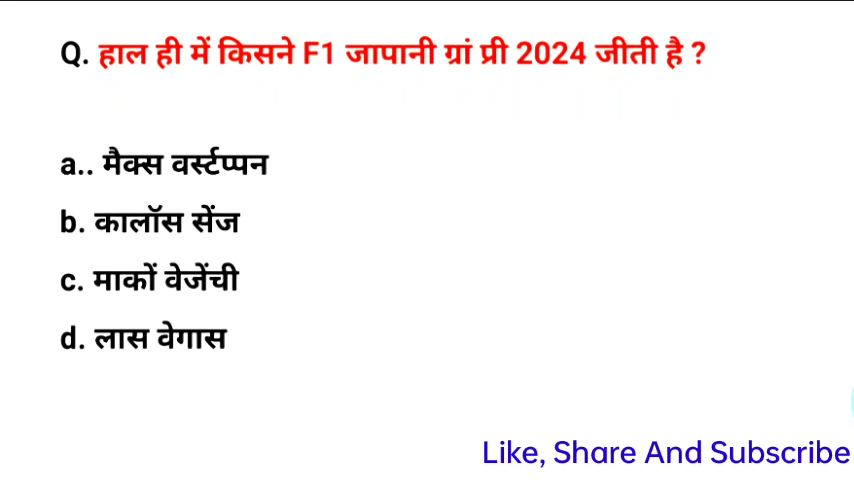 Q. हाल ही में किसने F1 जापानी ग्रां प्री 2024 जीती है ?
a.. मैक्स वर्स्टप्पन
b. कालॉस सेंज
c. माकों वेजेंची
d. लास वेगास
Like, Share And Subscribe